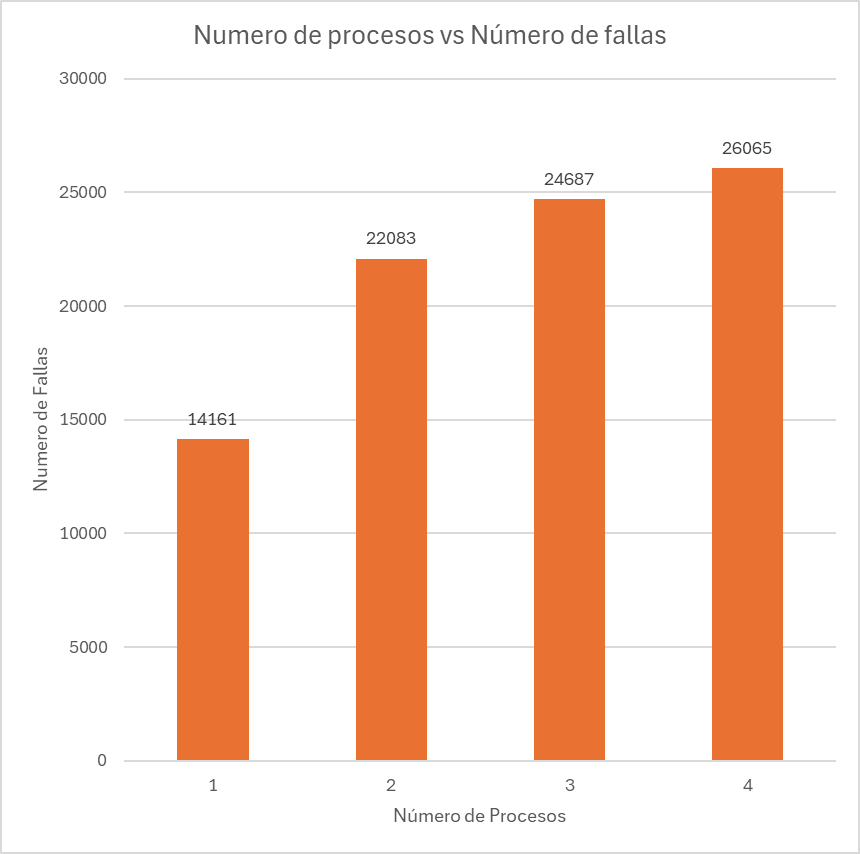 Numero de procesos vs Número de fallas
30000
25000
20000
15000
10000
5000
0
Numero de Fallas
14161
22083
24687
26065
1 2 3 4
Número de Procesos